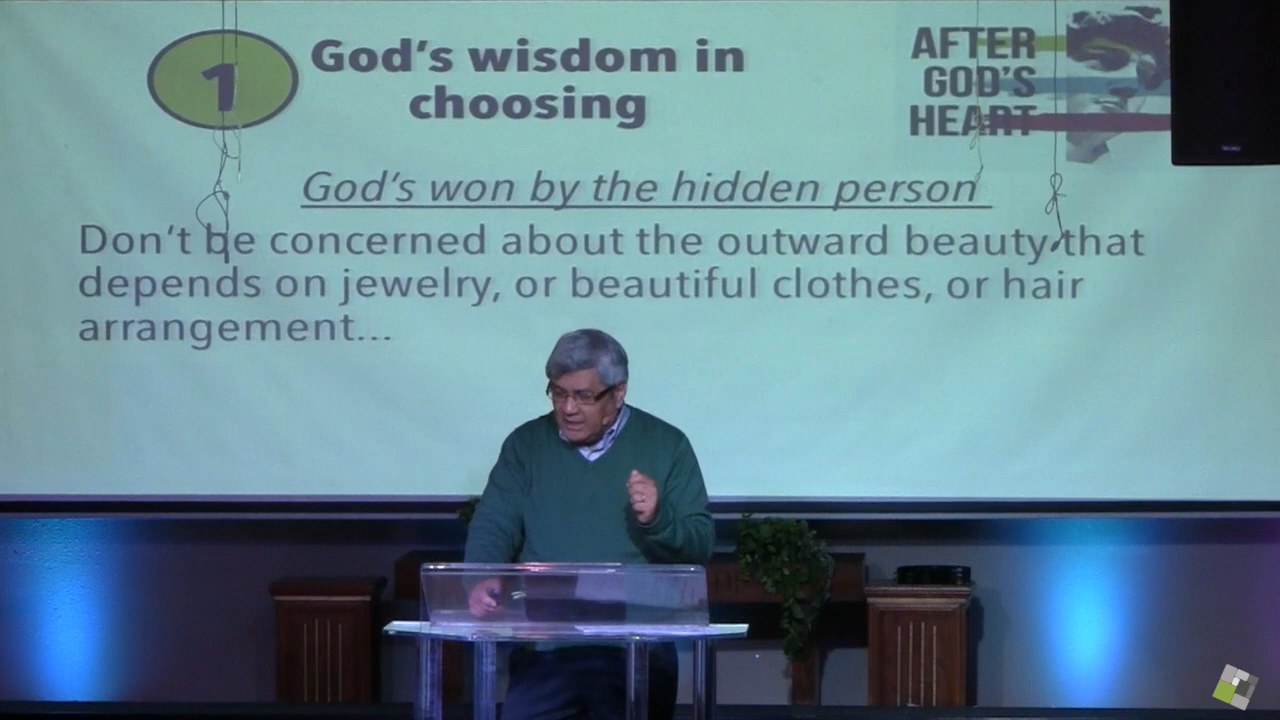 1
God's wisdom in
choosing
AFTER
GOD'S
HEART
God's won by the hidden person
Don't be concerned about the outward beauty that
depends on jewelry, or beautiful clothes, or hair
arrangement...